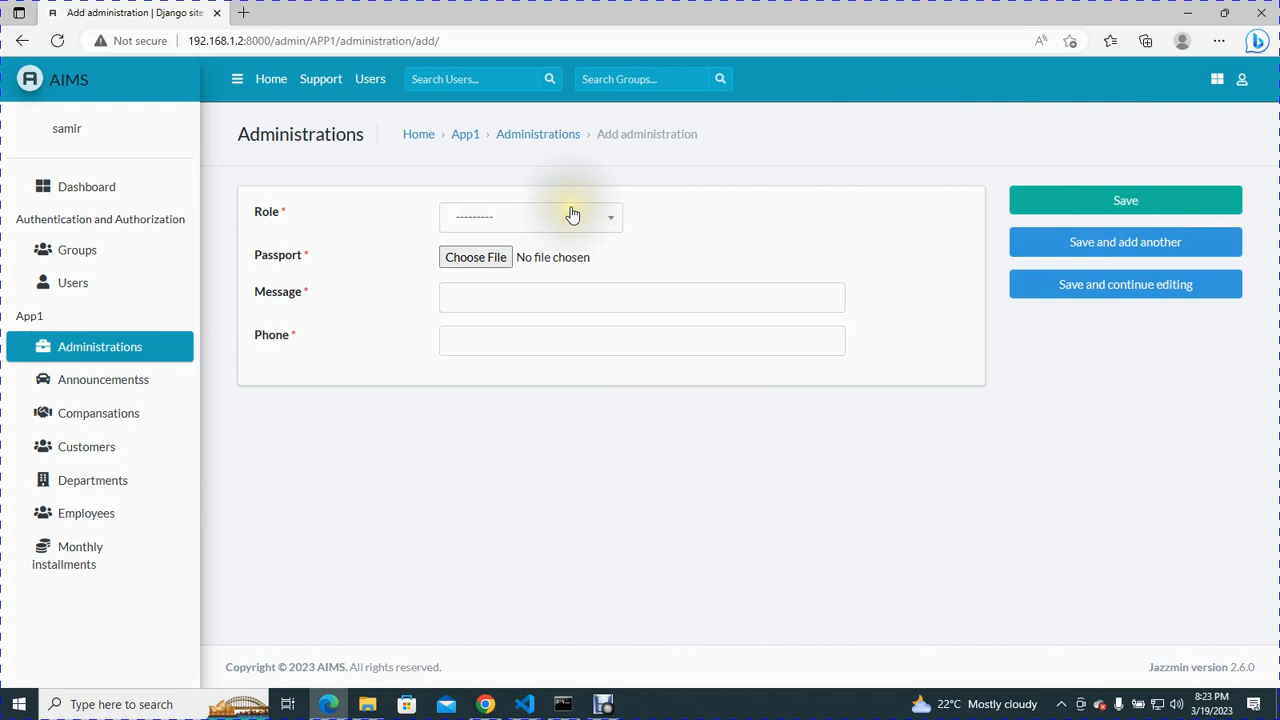 Add administration | Django site
Not secure
192.168.1.2:8000/admin/APP1/administration/add/
AIMS
Home
Support
Users
Search Users...
Search Groups...
samir
Dashboard
Authentication and Authorization
Groups
Users
App1
Administrations
Announcementss
Compansations
Customers
Departments
Employees
Monthly
installments
Administrations
Home › App1 › Administrations › Add administration
Role *
---------
Passport *
Choose File No file chosen
Message *
Phone *
Save
Save and add another
Save and continue editing
Copyright © 2023 AIMS. All rights reserved.
Jazzmin version 2.6.0
Type here to search
22°C Mostly cloudy
8:23 PM
3/19/2023